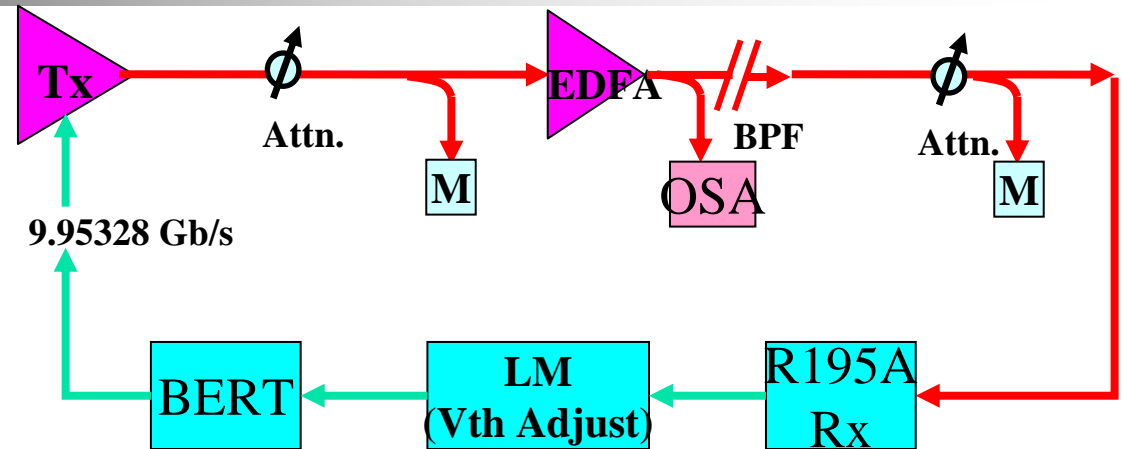 Tx
EDFA
Attn.
BPF
Attn.
M
OSA
M
9.95328 Gb/s
BERT
LM
(Vth Adjust)
R195A
Rx